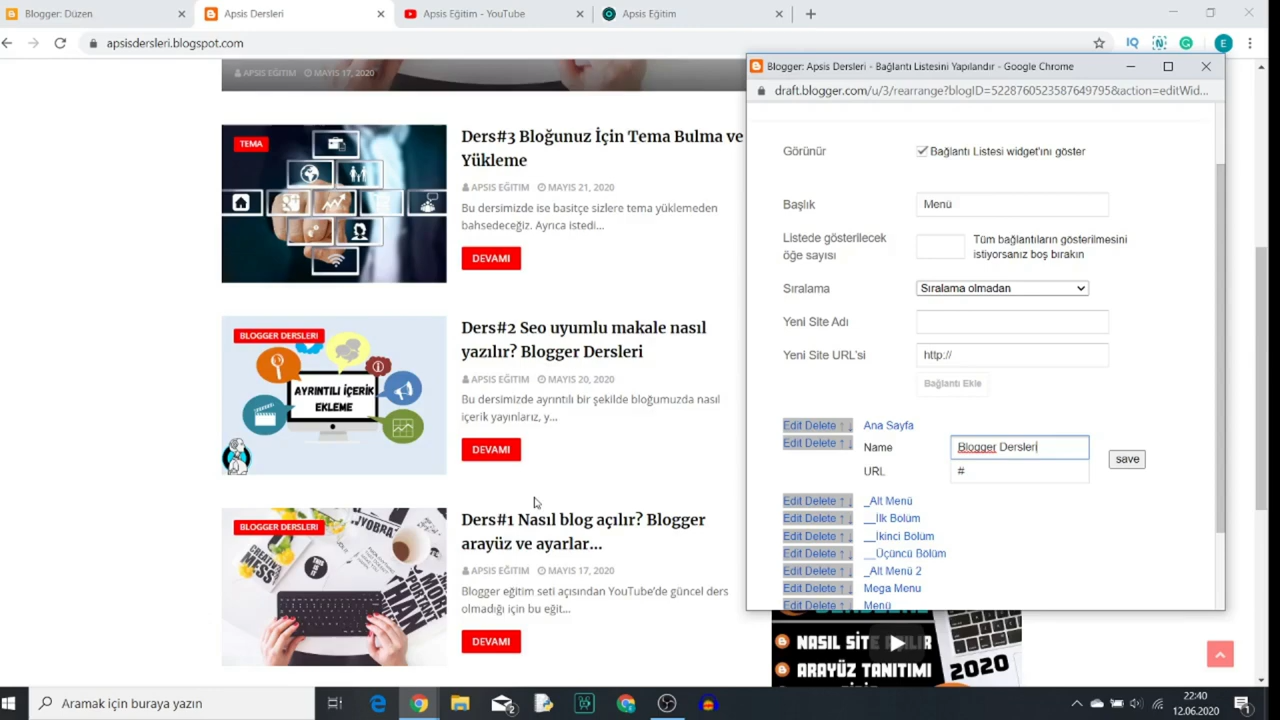 Blogger: Düzen
Apsis Dersleri
Apsis Eğitim - YouTube
Apsis Eğitim
apsisdersleri.blogspot.com
APSIS EĞITIM MAYIS 17, 2020
TEMA
Ders#3 Bloğunuz İçin Tema Bulma ve
Yükleme
APSIS EĞITIM MAYIS 21, 2020
Bu dersimizde ise basitçe sizlere tema yüklemeden
bahsedeceğiz. Ayrıca istedi...
DEVAMI
BLOGGER DERSLERI
AYRINTILI İÇERİK
EKLEME
Ders#2 Seo uyumlu makale nasıl
yazılır? Blogger Dersleri
APSIS EĞITIM MAYIS 20, 2020
Bu dersimizde ayrıntılı bir şekilde bloğumuzda nasıl
içerik yayınlarız, y...
DEVAMI
BLOGGER DERSLERI
Ders#1 Nasıl blog açılır? Blogger
arayüz ve ayarlar...
APSIS EĞITIM MAYIS 17, 2020
Blogger eğitim seti açısından YouTube'de güncel ders
olmadığı için bu eğit...
DEVAMI
Blogger: Apsis Dersleri - Bağlantı Listesini Yapılandır - Google Chrome
draft.blogger.com/u/3/rearrange?blogID=5228760523587649795&action=editWid...
Görünür
Bağlantı Listesi widget'ını göster
Başlık
Menü
Listede gösterilecek
öğe sayısı
Tüm bağlantıların gösterilmesini
istiyorsanız boş bırakın
Sıralama
Sıralama olmadan
Yeni Site Adı
Yeni Site URL'si
http://
Bağlantı Ekle
Edit Delete ↑ ↓ Ana Sayfa
Edit Delete ↑ ↓
Name Blogger Dersleri
save
URL #
Edit Delete ↑ ↓ _Alt Menü
Edit Delete ↑ ↓ __İlk Bölüm
Edit Delete ↑ ↓ __İkinci Bölüm
Edit Delete ↑ ↓ __Üçüncü Bölüm
Edit Delete ↑ ↓ _Alt Menü 2
Edit Delete ↑ ↓ Mega Menu
Edit Delete ↑ ↓ Menü
NASIL SİTE AÇILIR
ARAYÜZ TANITIMI
2020
Aramak için buraya yazın
22:40
12.06.2020